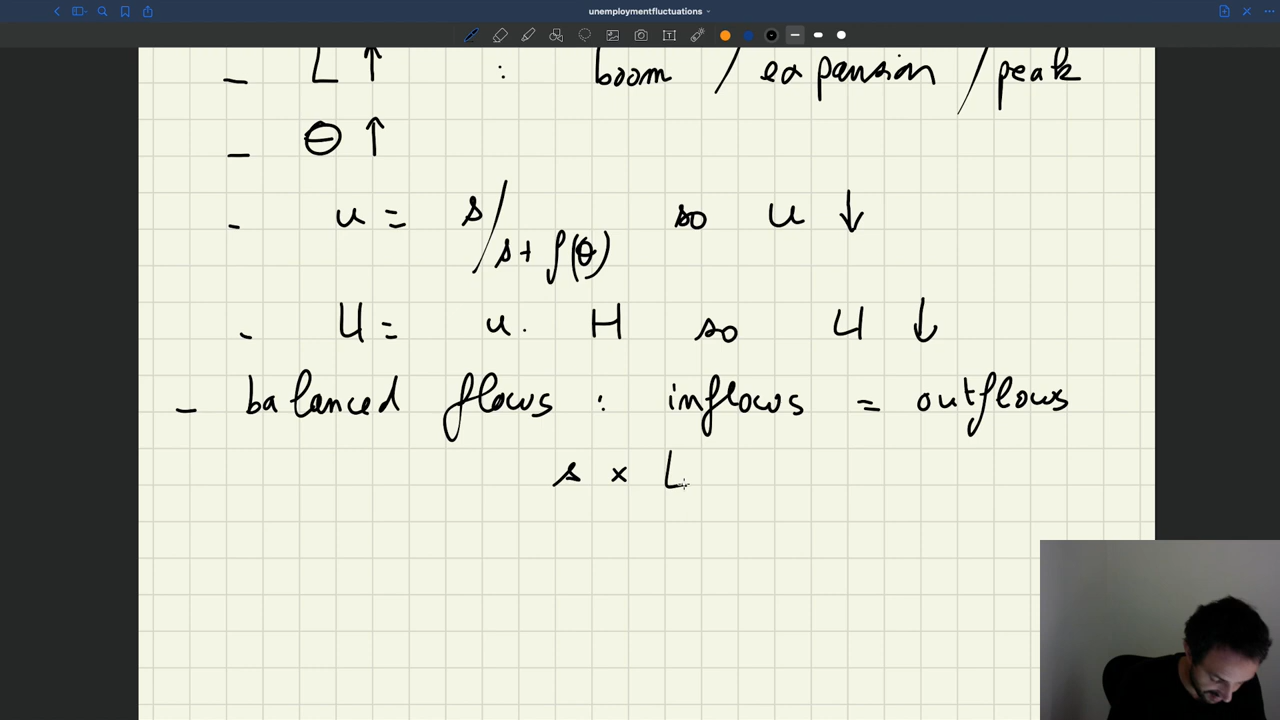 unemploymentfluctuations
- L ↑ : boom / expansion / peak
- θ ↑
- u = s / s + f(θ) so u ↓
- U = u . H so U ↓
- balanced flows : inflows = outflows
s × L